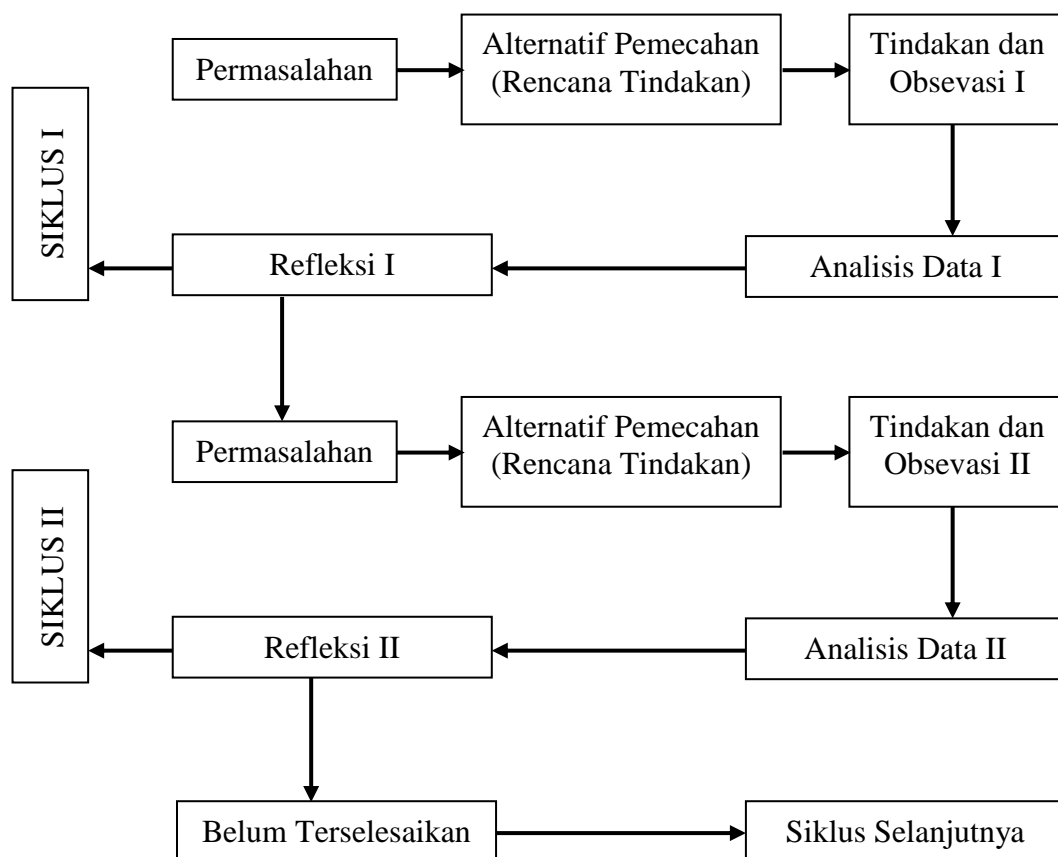 Permasalahan
Alternatif Pemecahan
(Rencana Tindakan)
Tindakan dan
Obsevasi I
SIKLUS I
Refleksi I
Analisis Data I
Permasalahan
Alternatif Pemecahan
(Rencana Tindakan)
Tindakan dan
Obsevasi II
SIKLUS II
Refleksi II
Analisis Data II
Belum Terselesaikan
Siklus Selanjutnya